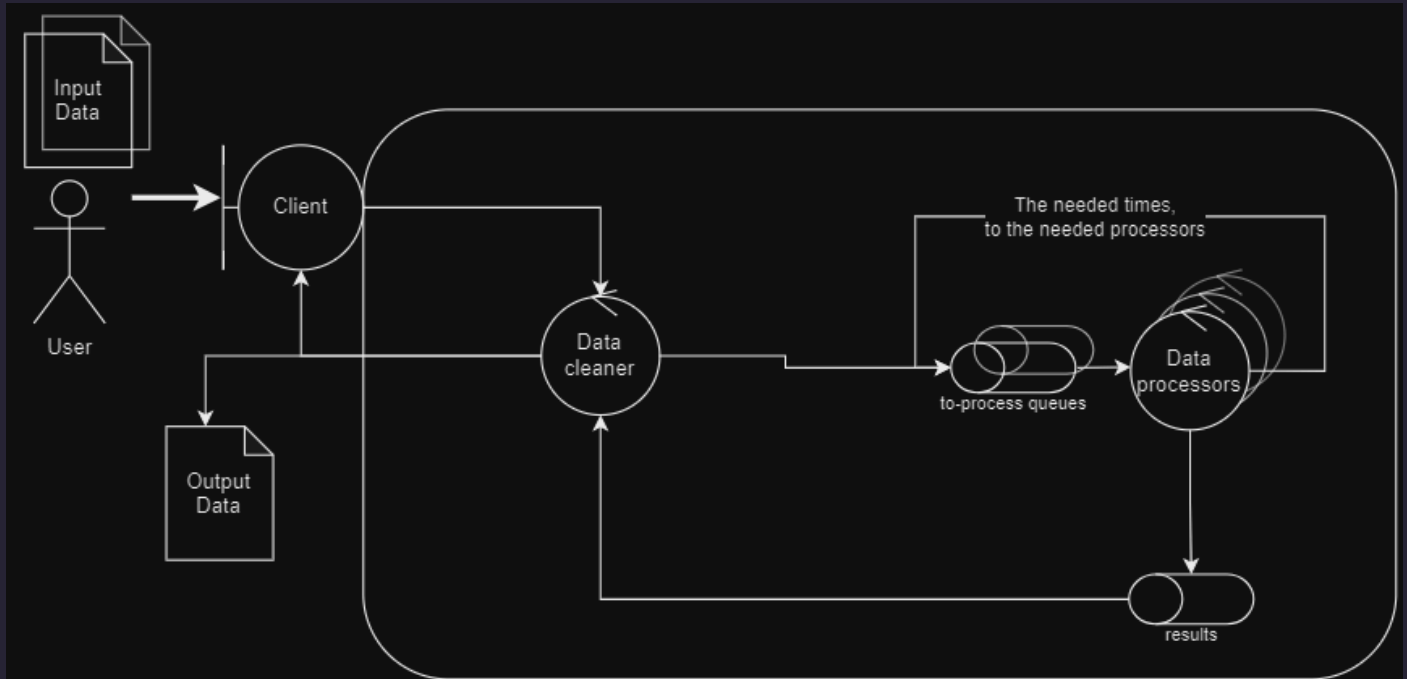 Input
Data
User
Client
The needed times,
to the needed processors
Data
cleaner
to-process queues
Data
processors
Output
Data
results